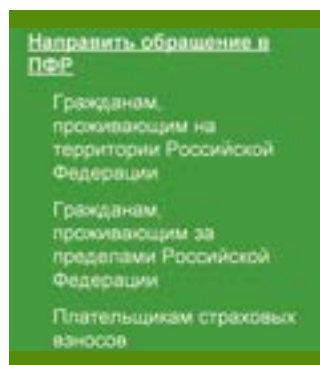 Направить обращение в
ПФР
Гражданам,
проживающим на
территории Российской
Федерации
Гражданам,
проживающим за
пределами Российской
Федерации
Плательщикам страховых
взносов